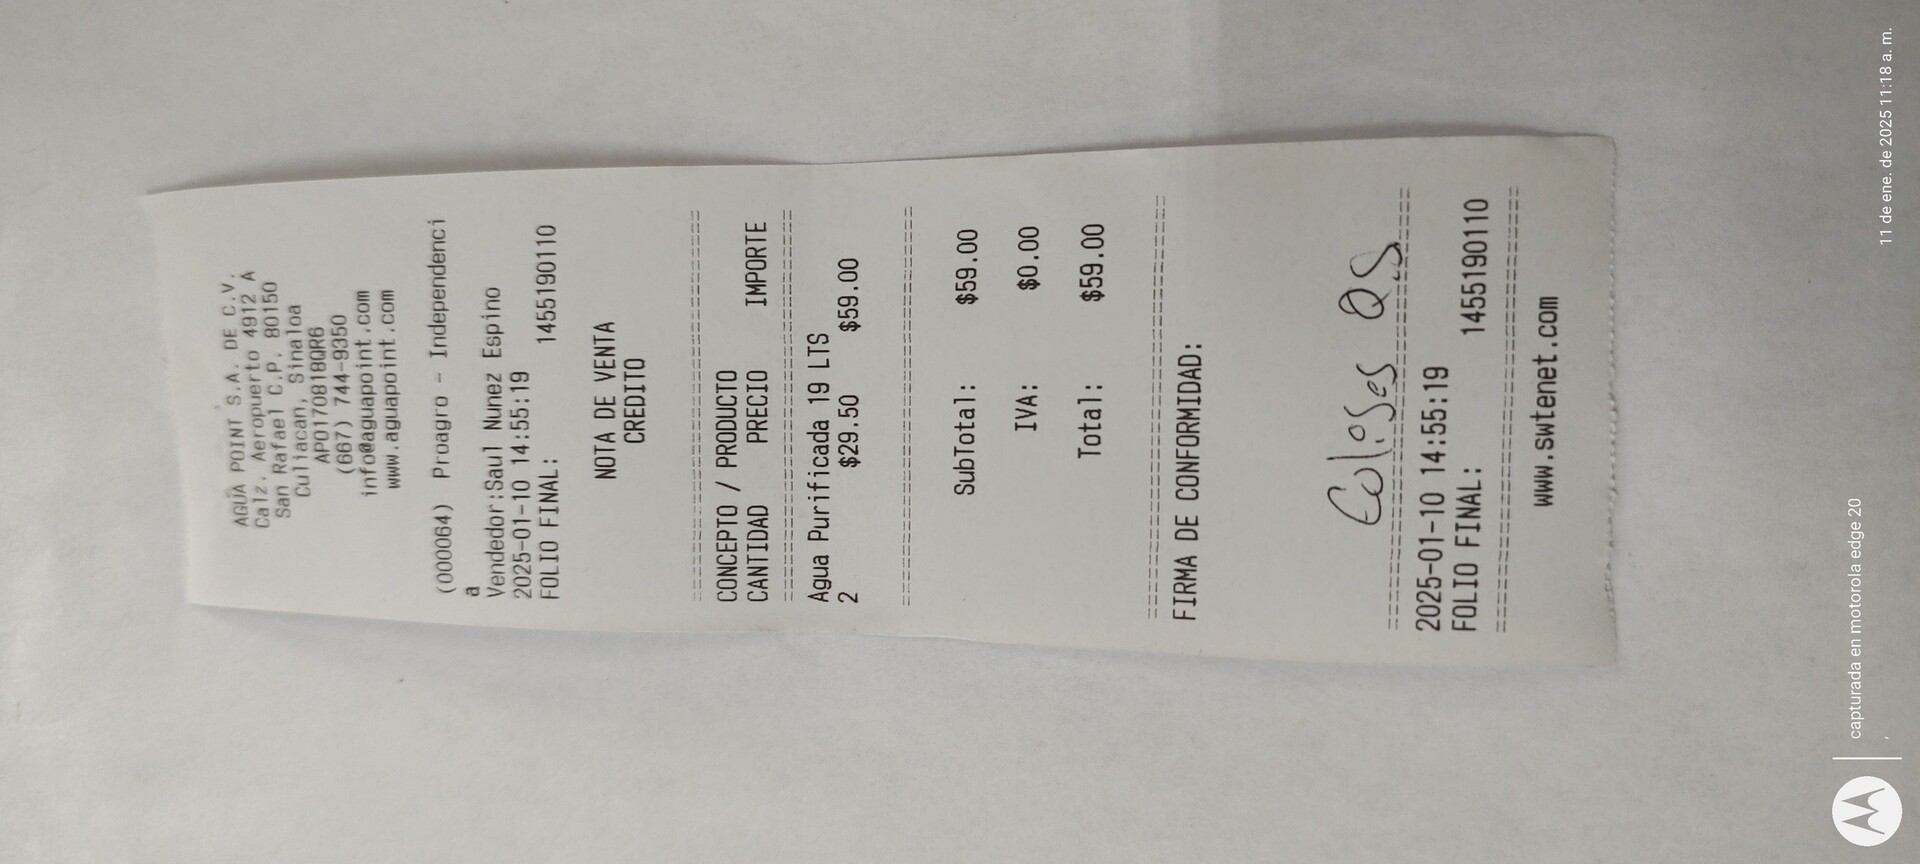 AGUA POINT S.A. DE C.V.
Calz. Aeropuerto 4912 A
San Rafael C.P. 80150
Culiacan, Sinaloa
APO170818QR6
(667) 744-9350
info@aguapoint.com
www.aguapoint.com
(000064) Proagro - Independenci
a
Vendedor:Saul Nunez Espino
2025-01-10 14:55:19
FOLIO FINAL: 1455190110
NOTA DE VENTA
CREDITO
CONCEPTO / PRODUCTO
CANTIDAD PRECIO IMPORTE
Agua Purificada 19 LTS
2 $29.50 $59.00
SubTotal: $59.00
IVA: $0.00
Total: $59.00
FIRMA DE CONFORMIDAD:
2025-01-10 14:55:19
FOLIO FINAL: 1455190110
www.swtenet.com
capturada en motorola edge 20
11 de ene. de 2025 11:18 a. m.